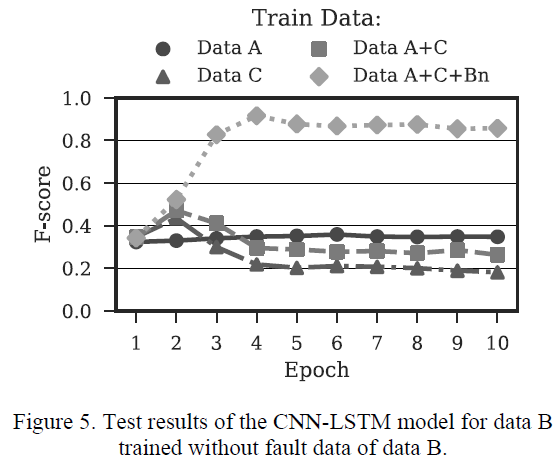 Train Data:
Data A
Data A+C
Data C
Data A+C+Bn
1.0
0.8
0.6
0.4
0.2
0.0
F-score
1 2 3 4 5 6 7 8 9 10
Epoch
Figure 5. Test results of the CNN-LSTM model for data B
trained without fault data of data B.